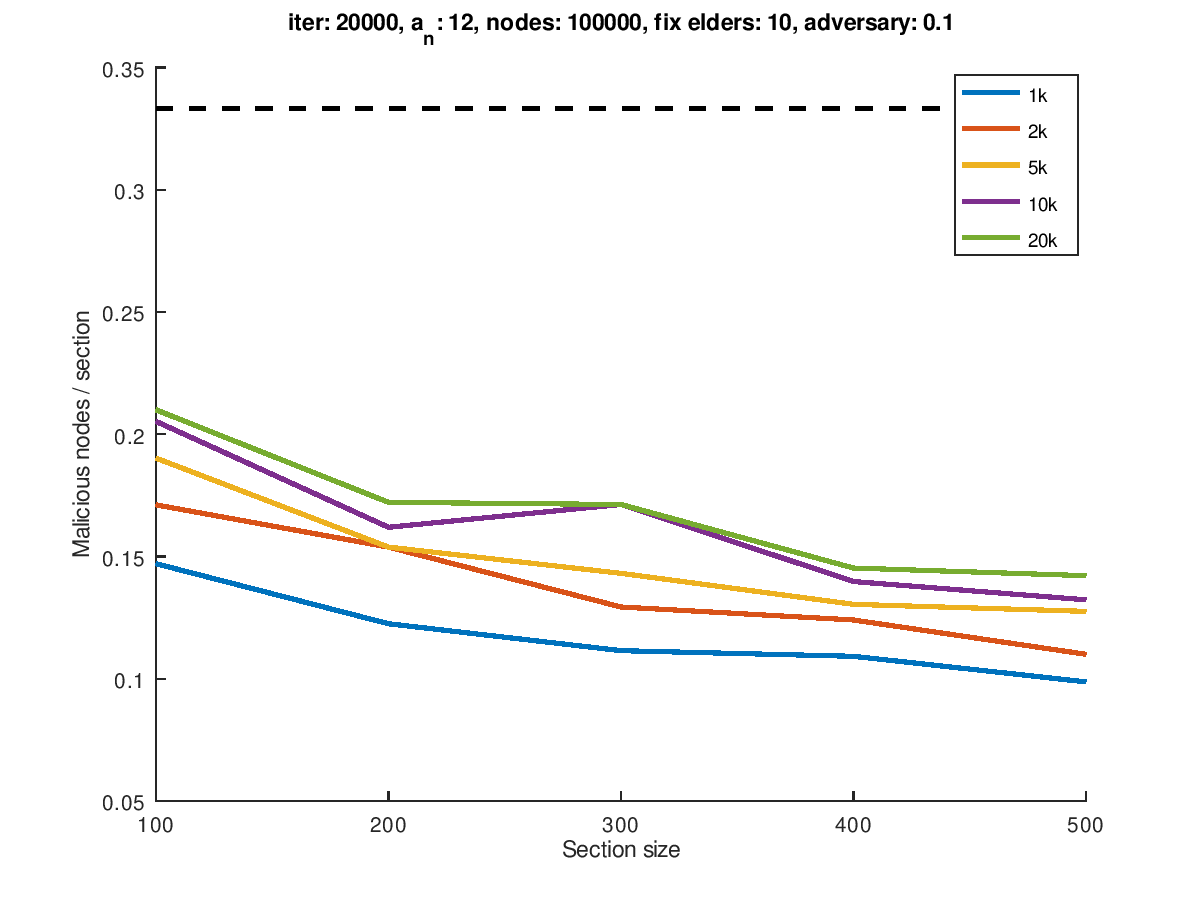 iter: 20000, a_n: 12, nodes: 100000, fix elders: 10, adversary: 0.1
0.35
0.3
0.25
0.2
0.15
0.1
0.05
Malicious nodes / section
1k
2k
5k
10k
20k
100 200 300 400 500
Section size